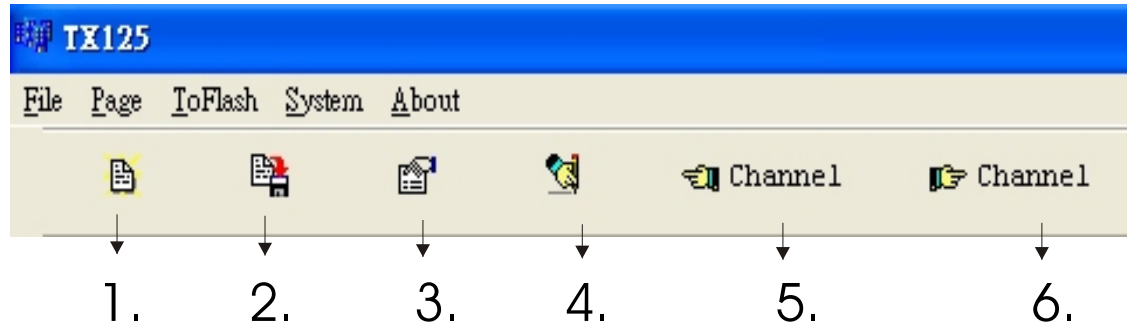 TX125
File Page ToFlash System About
Channel Channel
1. 2. 3. 4. 5. 6.